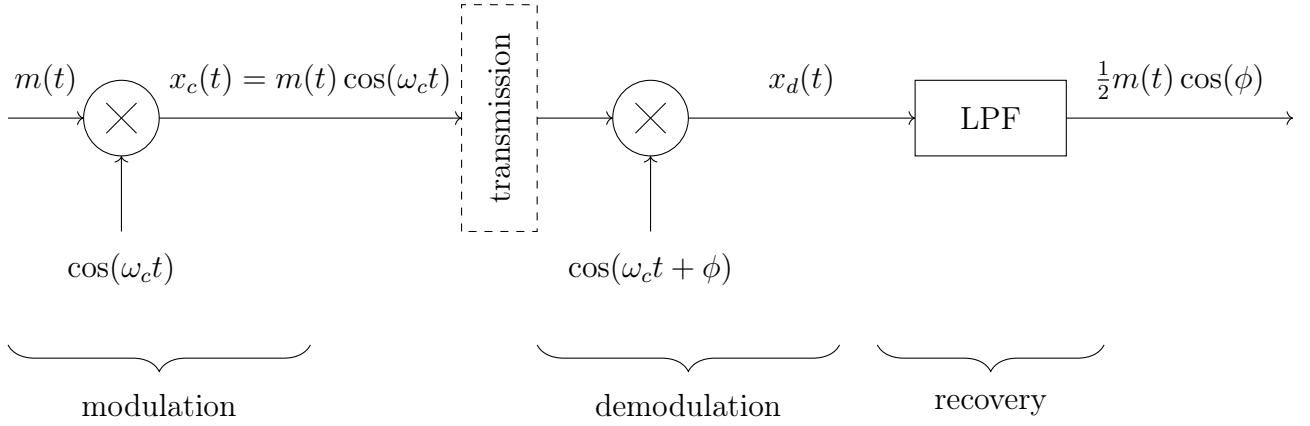 m(t)
x_c(t) = m(t) cos(ω_c t)
transmission
x_d(t)
LPF
½m(t) cos(ϕ)
cos(ω_c t)
cos(ω_c t + ϕ)
modulation
demodulation
recovery